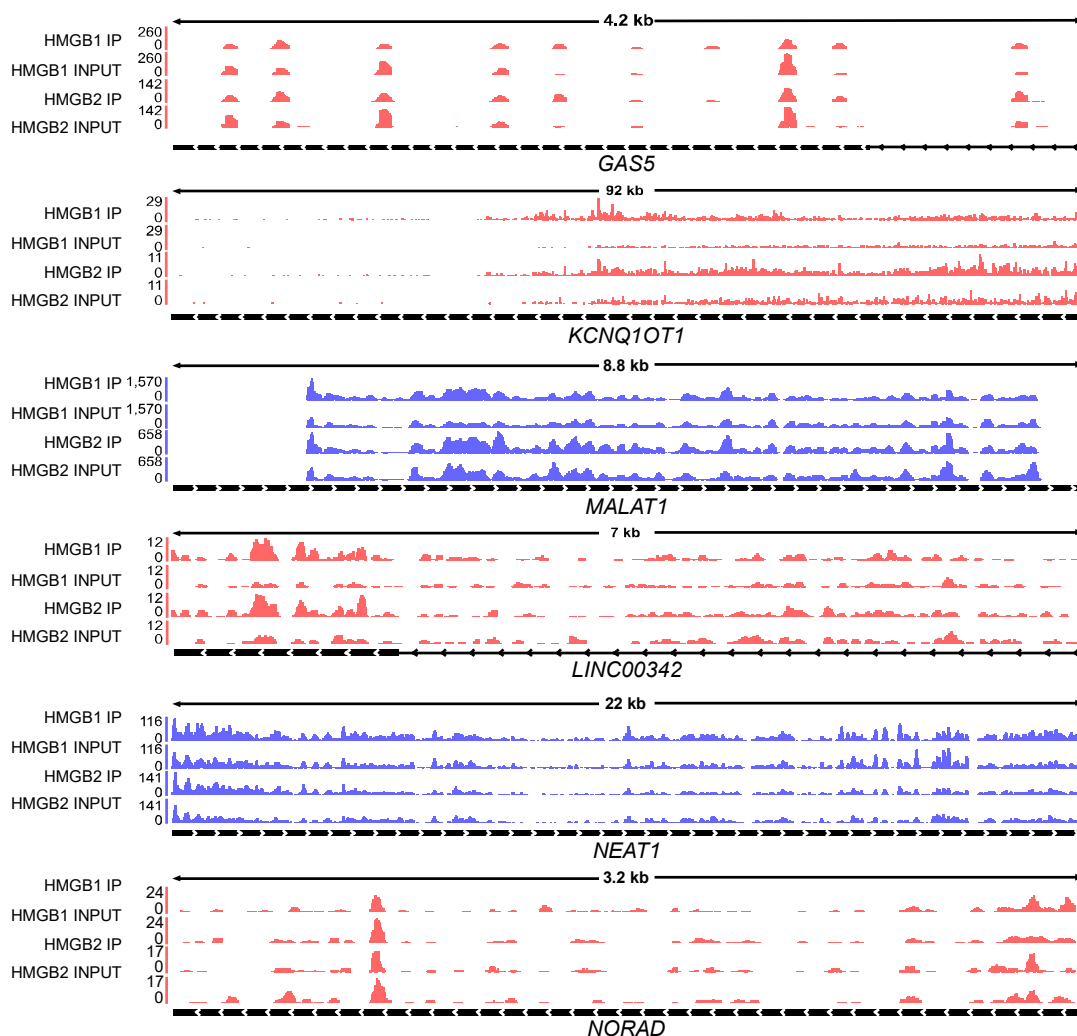 4.2 kb
HMGB1 IP 260 0
HMGB1 INPUT 260 0
HMGB2 IP 142 0
HMGB2 INPUT 142 0
GAS5
92 kb
HMGB1 IP 29 0
HMGB1 INPUT 29 0
HMGB2 IP 11 0
HMGB2 INPUT 11 0
KCNQ1OT1
8.8 kb
HMGB1 IP 1,570 0
HMGB1 INPUT 1,570 0
HMGB2 IP 658 0
HMGB2 INPUT 658 0
MALAT1
7 kb
HMGB1 IP 12 0
HMGB1 INPUT 12 0
HMGB2 IP 12 0
HMGB2 INPUT 12 0
LINC00342
22 kb
HMGB1 IP 116 0
HMGB1 INPUT 116 0
HMGB2 IP 141 0
HMGB2 INPUT 141 0
NEAT1
3.2 kb
HMGB1 IP 24 0
HMGB1 INPUT 24 0
HMGB2 IP 17 0
HMGB2 INPUT 17 0
NORAD